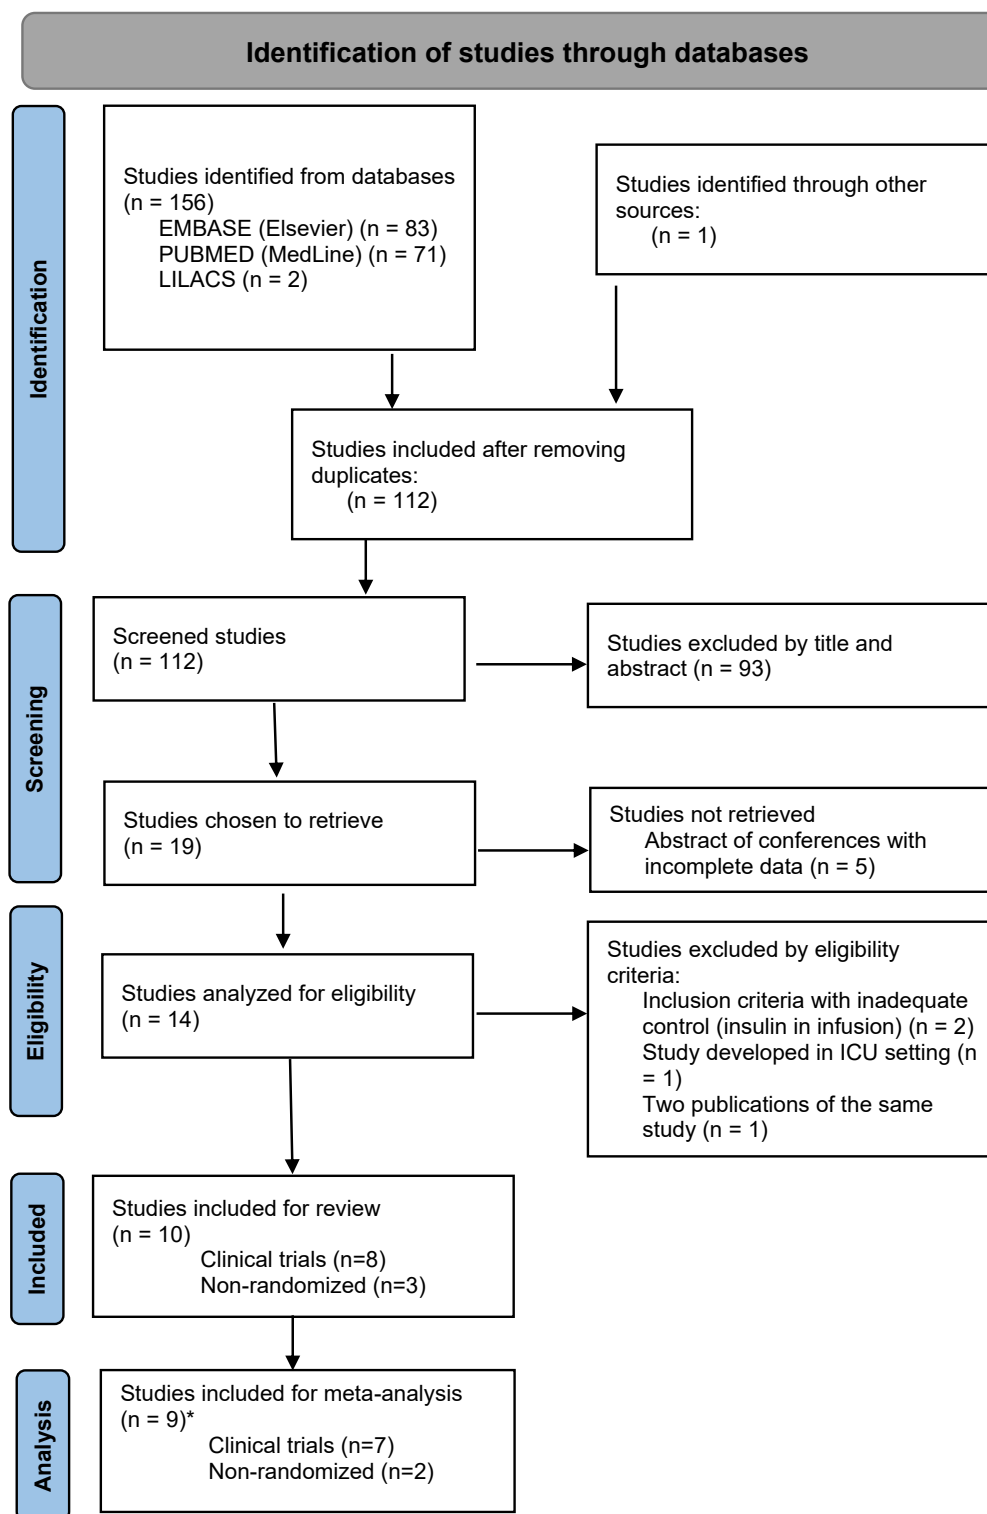 Identification of studies through databases
Identification
Studies identified from databases
(n = 156)
EMBASE (Elsevier) (n = 83)
PUBMED (MedLine) (n = 71)
LILACS (n = 2)
Studies identified through other
sources:
(n = 1)
Studies included after removing
duplicates:
(n = 112)
Screening
Screened studies
(n = 112)
Studies excluded by title and
abstract (n = 93)
Studies chosen to retrieve
(n = 19)
Studies not retrieved
Abstract of conferences with
incomplete data (n = 5)
Eligibility
Studies analyzed for eligibility
(n = 14)
Studies excluded by eligibility
criteria:
Inclusion criteria with inadequate
control (insulin in infusion) (n = 2)
Study developed in ICU setting (n
= 1)
Two publications of the same
study (n = 1)
Included
Studies included for review
(n = 10)
Clinical trials (n=8)
Non-randomized (n=3)
Analysis
Studies included for meta-analysis
(n = 9)*
Clinical trials (n=7)
Non-randomized (n=2)